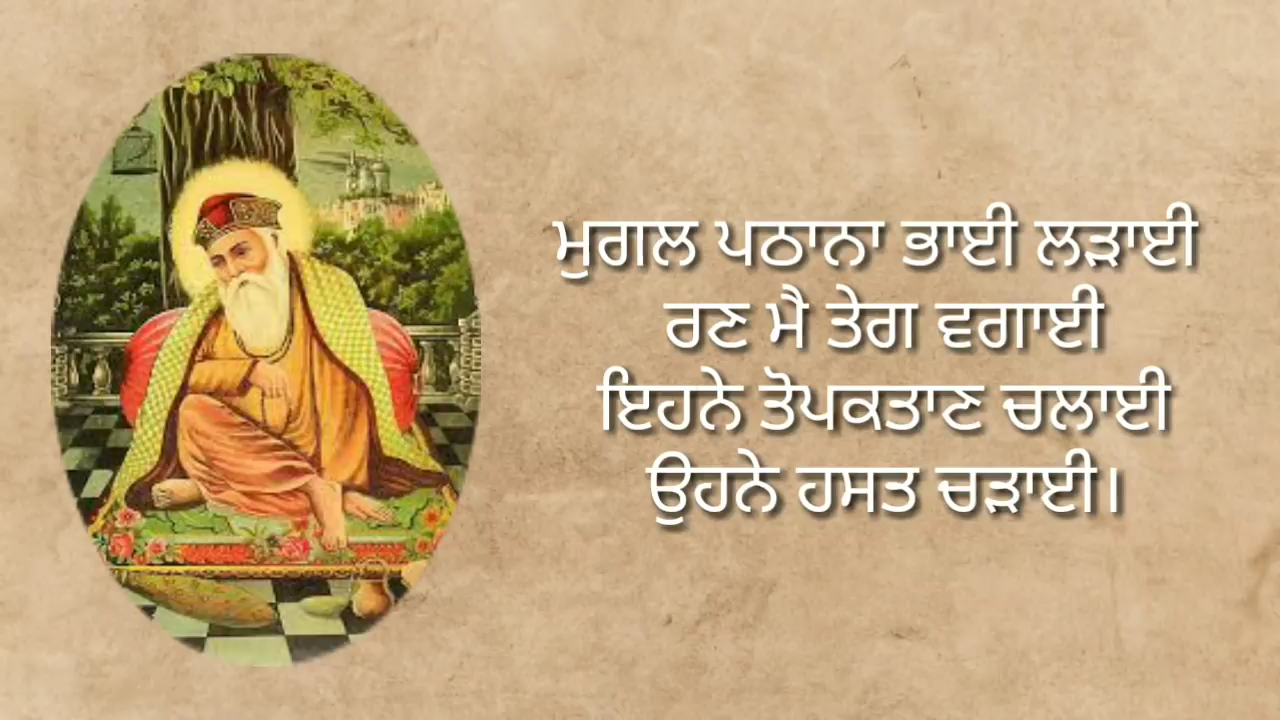 ਮੁਗਲ ਪਠਾਨਾ ਭਾਈ ਲੜਾਈ
ਰਣ ਮੈ ਤੇਗ ਵਗਾਈ
ਇਹਨੇ ਤੋਪਕਤਾਣ ਚਲਾਈ
ਉਹਨੇ ਹਸਤ ਚੜਾਈ।